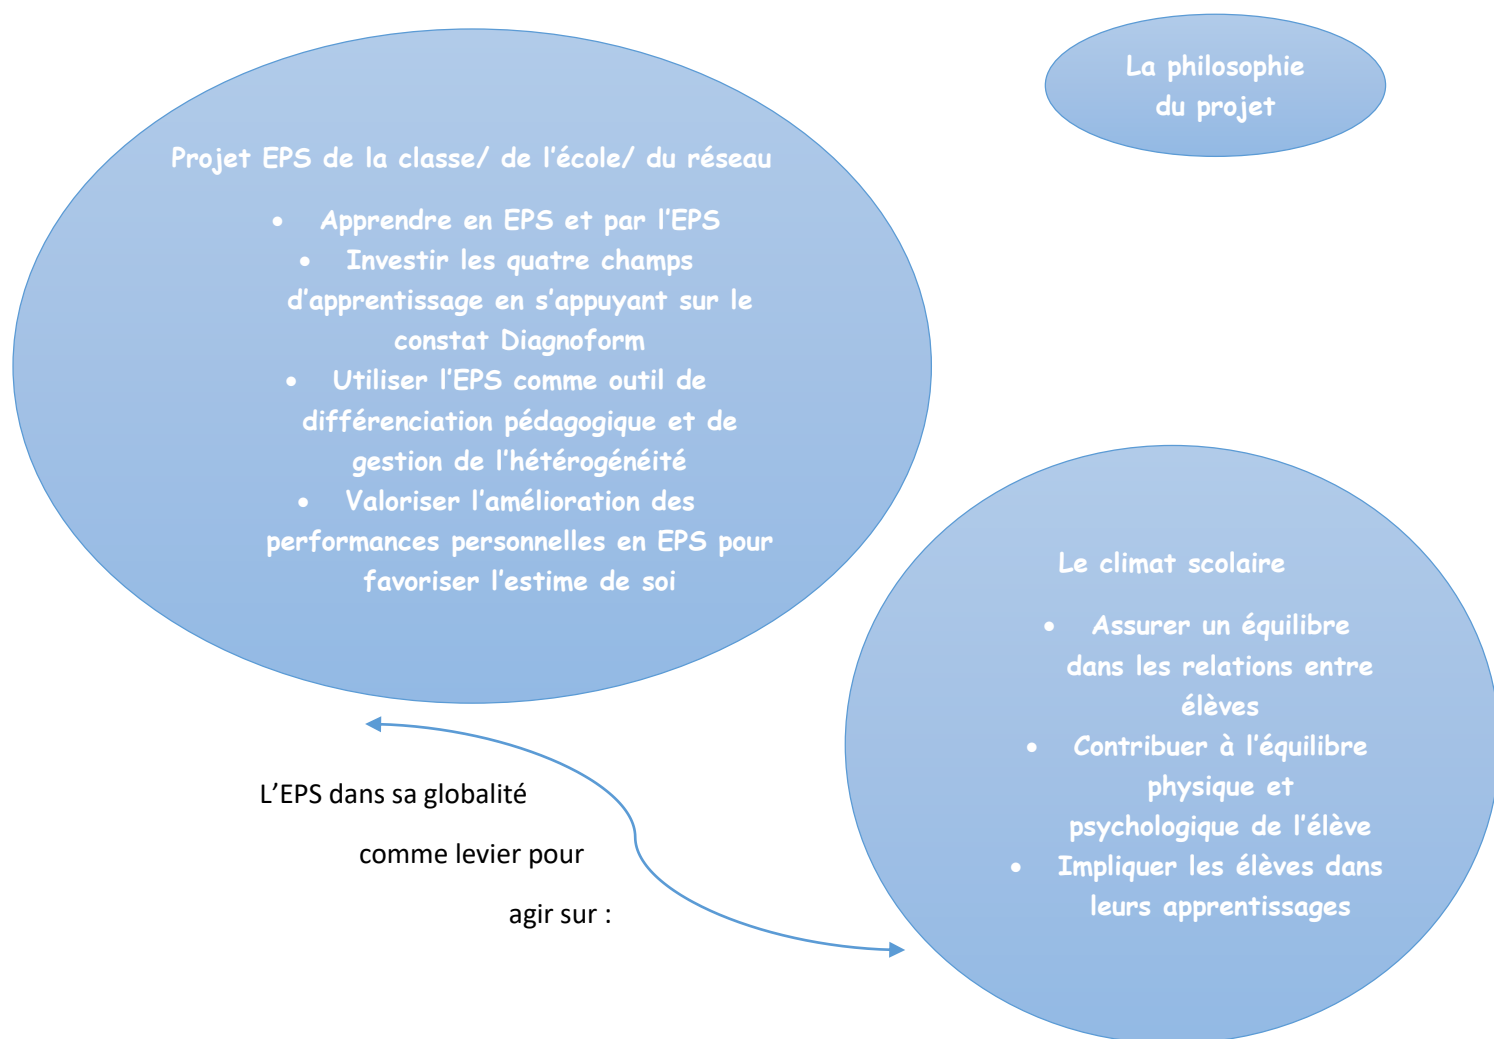 La philosophie
du projet
Projet EPS de la classe/ de l’école/ du réseau
• Apprendre en EPS et par l’EPS
• Investir les quatre champs
d’apprentissage en s’appuyant sur le
constat Diagnoform
• Utiliser l’EPS comme outil de
différenciation pédagogique et de
gestion de l’hétérogénéité
• Valoriser l’amélioration des
performances personnelles en EPS pour
favoriser l’estime de soi
Le climat scolaire
• Assurer un équilibre
dans les relations entre
élèves
• Contribuer à l’équilibre
physique et
psychologique de l’élève
• Impliquer les élèves dans
leurs apprentissages
L’EPS dans sa globalité
comme levier pour
agir sur :